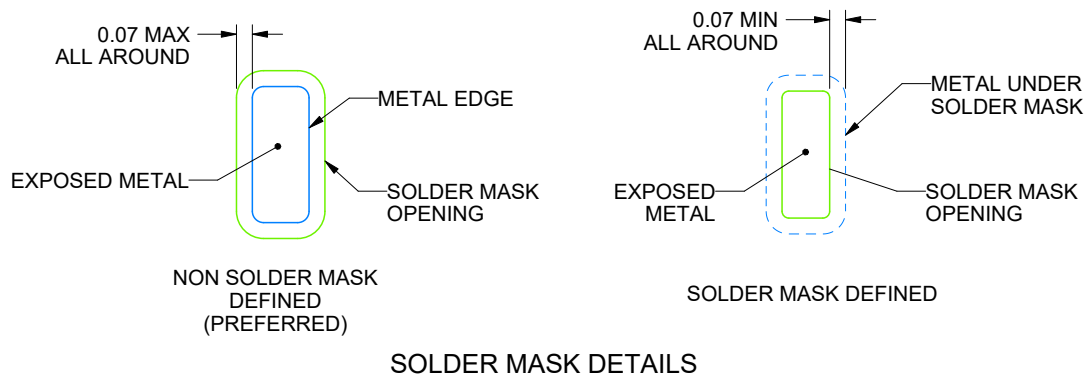 0.07 MAX
ALL AROUND
METAL EDGE
EXPOSED METAL
SOLDER MASK
OPENING
NON SOLDER MASK
DEFINED
(PREFERRED)
0.07 MIN
ALL AROUND
METAL UNDER
SOLDER MASK
EXPOSED
METAL
SOLDER MASK
OPENING
SOLDER MASK DEFINED
SOLDER MASK DETAILS